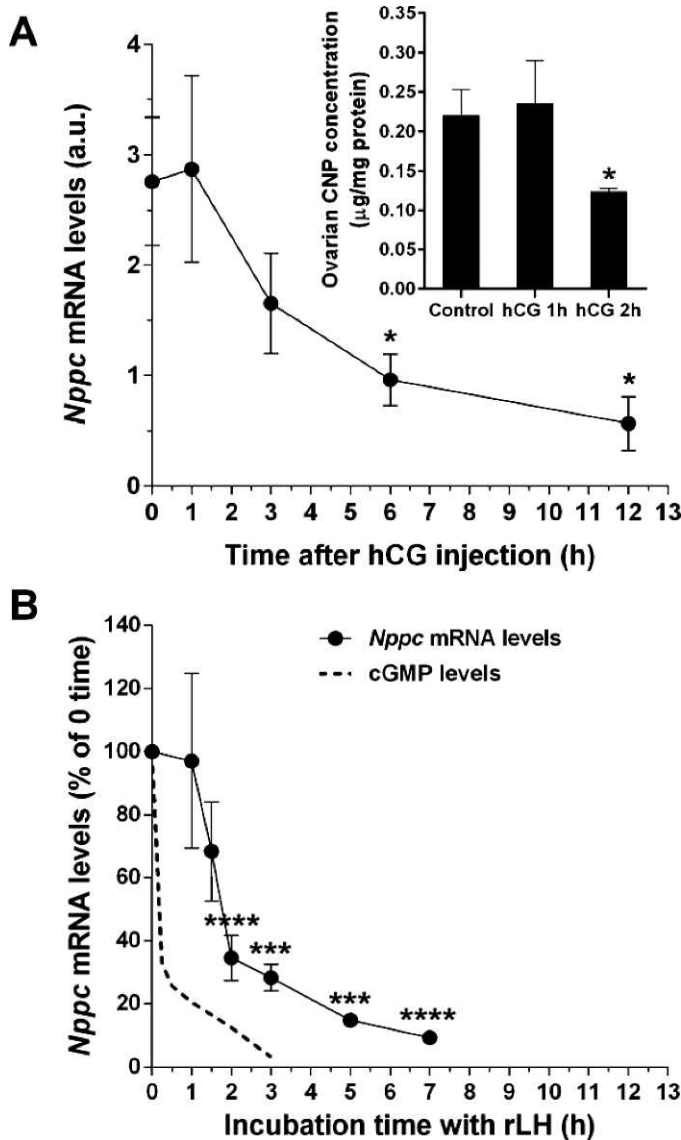 A
Nppc mRNA levels (a.u.)
4
3
2
1
0
*
*
0 1 2 3 4 5 6 7 8 9 10 11 12 13
Time after hCG injection (h)
Ovarian CNP concentration
(μg/mg protein)
0.35
0.30
0.25
0.20
0.15
0.10
0.05
0.00
*
Control hCG 1h hCG 2h
B
Nppc mRNA levels (% of 0 time)
140
120
100
80
60
40
20
0
Nppc mRNA levels
cGMP levels
****
***
***
****
0 1 2 3 4 5 6 7 8 9 10 11 12 13
Incubation time with rLH (h)